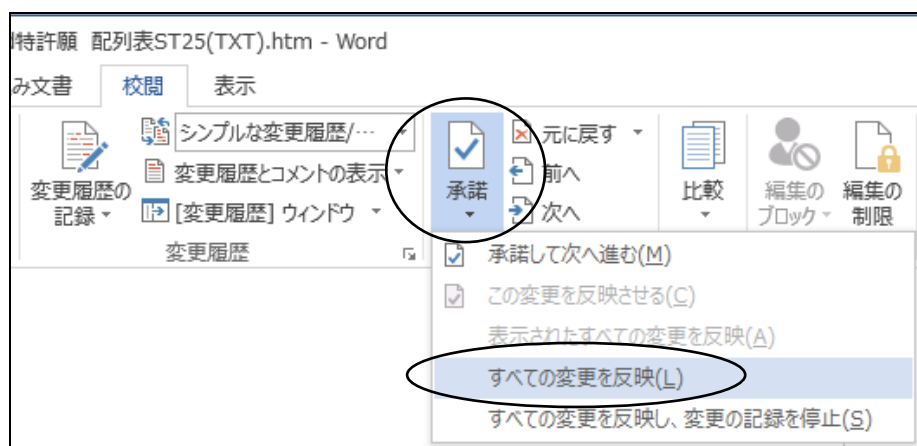 特許願 配列表ST25(TXT).htm - Word
み文書 校閲 表示
変更履歴の
記録
シンプルな変更履歴/…
変更履歴とコメントの表示
[変更履歴] ウィンドウ
変更履歴
承諾
元に戻す
前へ
次へ
比較
編集の
ブロック
編集の
制限
承諾して次へ進む(M)
この変更を反映させる(C)
表示されたすべての変更を反映(A)
すべての変更を反映(L)
すべての変更を反映し、変更の記録を停止(S)